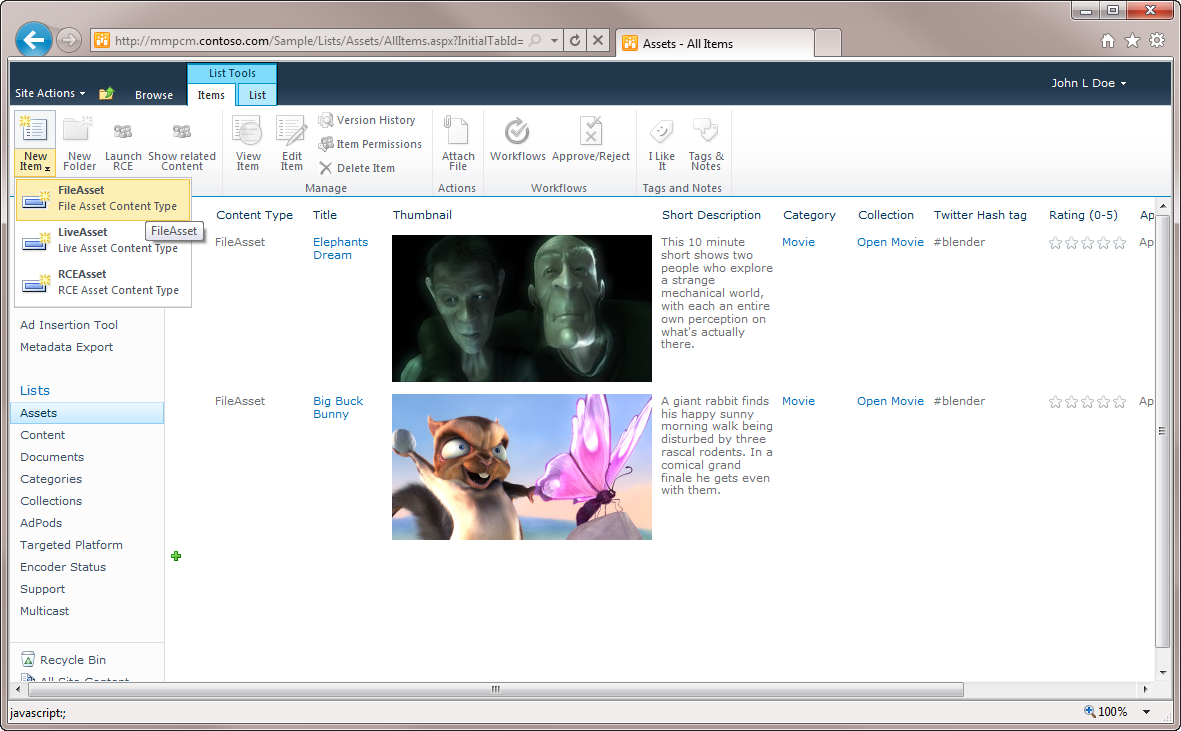 http://mmpcm.contoso.com/Sample/Lists/Assets/AllItems.aspx?InitialTabId=
Assets - All Items
List Tools
Site Actions
Browse
Items
List
John L Doe
New Item
New Folder
Launch RCE
Show related Content
View Item
Edit Item
Version History
Item Permissions
Delete Item
Manage
Attach File
Actions
Workflows
Approve/Reject
Workflows
I Like It
Tags & Notes
Tags and Notes
FileAsset
File Asset Content Type
LiveAsset
Live Asset Content Type
RCEAsset
RCE Asset Content Type
FileAsset
Ad Insertion Tool
Metadata Export
Lists
Assets
Content
Documents
Categories
Collections
AdPods
Targeted Platform
Encoder Status
Support
Multicast
Recycle Bin
All Site Content
Content Type
Title
Thumbnail
Short Description
Category
Collection
Twitter Hash tag
Rating (0-5)
Ap
FileAsset
Elephants
Dream
This 10 minute
short shows two
people who explore
a strange
mechanical world,
with each an entire
own perception on
what's actually
there.
Movie
Open Movie
#blender
Ap
FileAsset
Big Buck
Bunny
A giant rabbit finds
his happy sunny
morning walk being
disturbed by three
rascal rodents. In a
comical grand
finale he gets even
with them.
Movie
Open Movie
#blender
Ap
javascript:;
100%